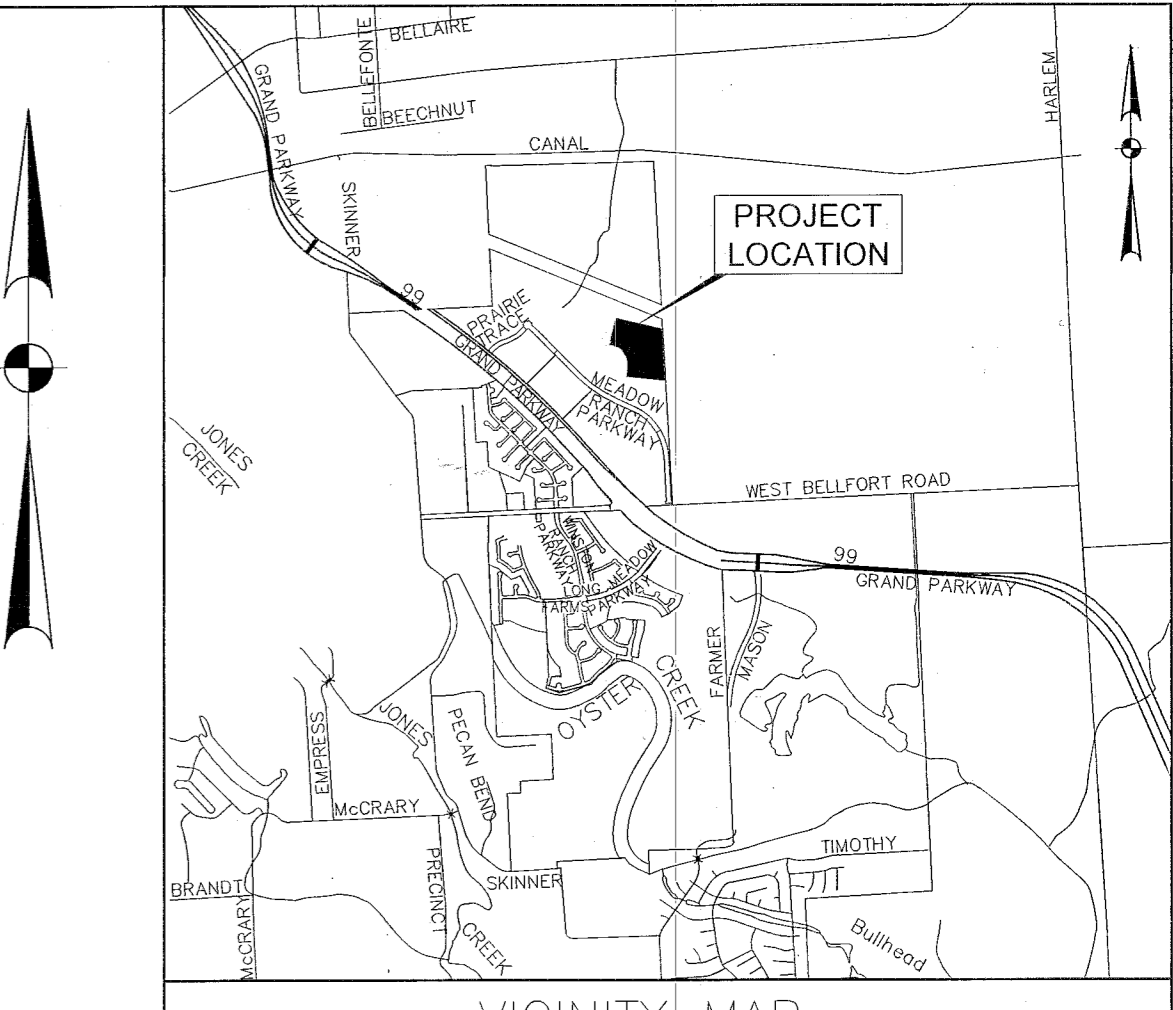 BELLAIRE
BELLEFONTE
BEECHNUT
GRAND PARKWAY
HARLEM
CANAL
SKINNER
PROJECT
LOCATION
99
PRAIRIE
TRACE
GRAND PARKWAY
MEADOW
RANCH
PARKWAY
JONES
CREEK
WEST BELLFORT ROAD
WINSTON
RANCH
PARKWAY
LONG MEADOW
FARMS PARKWAY
99
GRAND PARKWAY
FARMER
MASON
OYSTER
CREEK
EMPRESS
JONES
PECAN BEND
McCRARY
PRECINCT
SKINNER
TIMOTHY
BRANDT
McCRARY
CREEK
Bullhead
VICINITY MAP